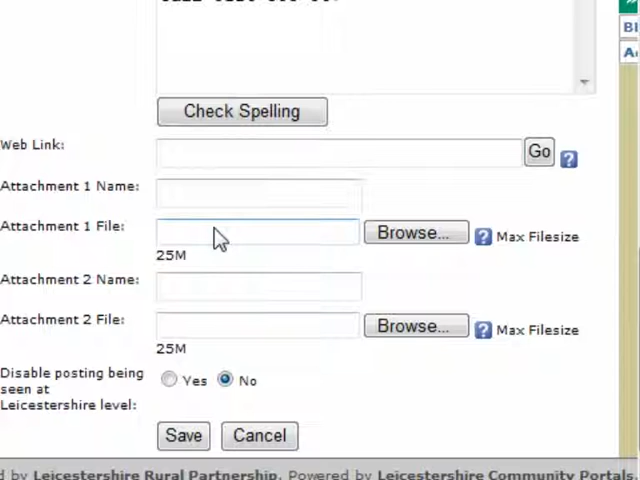 Check Spelling
Web Link:
Go
?
Attachment 1 Name:
Attachment 1 File:
Browse...
? Max Filesize
25M
Attachment 2 Name:
Attachment 2 File:
Browse...
? Max Filesize
25M
Disable posting being
seen at
Leicestershire level:
Yes
No
Save
Cancel
d by Leicestershire Rural Partnership. Powered by Leicestershire Community Portals